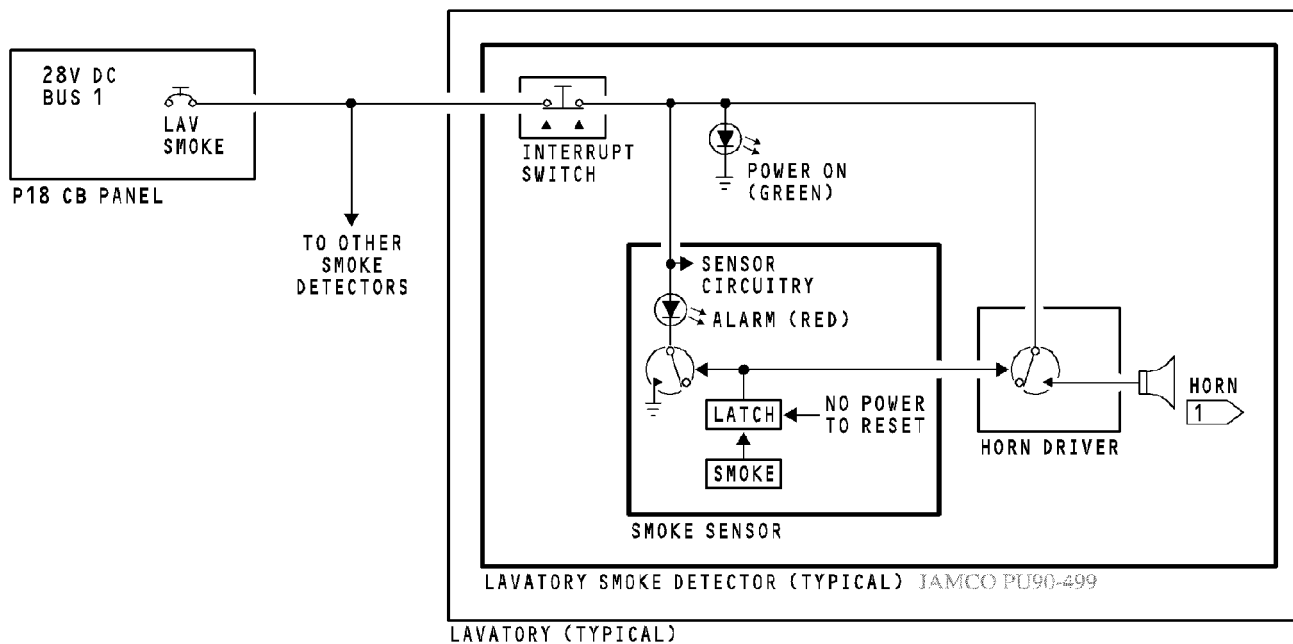 28V DC
BUS 1
LAV
SMOKE
P18 CB PANEL
TO OTHER
SMOKE
DETECTORS
INTERRUPT
SWITCH
POWER ON
(GREEN)
SENSOR
CIRCUITRY
ALARM (RED)
LATCH
NO POWER
TO RESET
SMOKE
SMOKE SENSOR
HORN
1
HORN DRIVER
LAVATORY SMOKE DETECTOR (TYPICAL) JAMCO PU90-499
LAVATORY (TYPICAL)